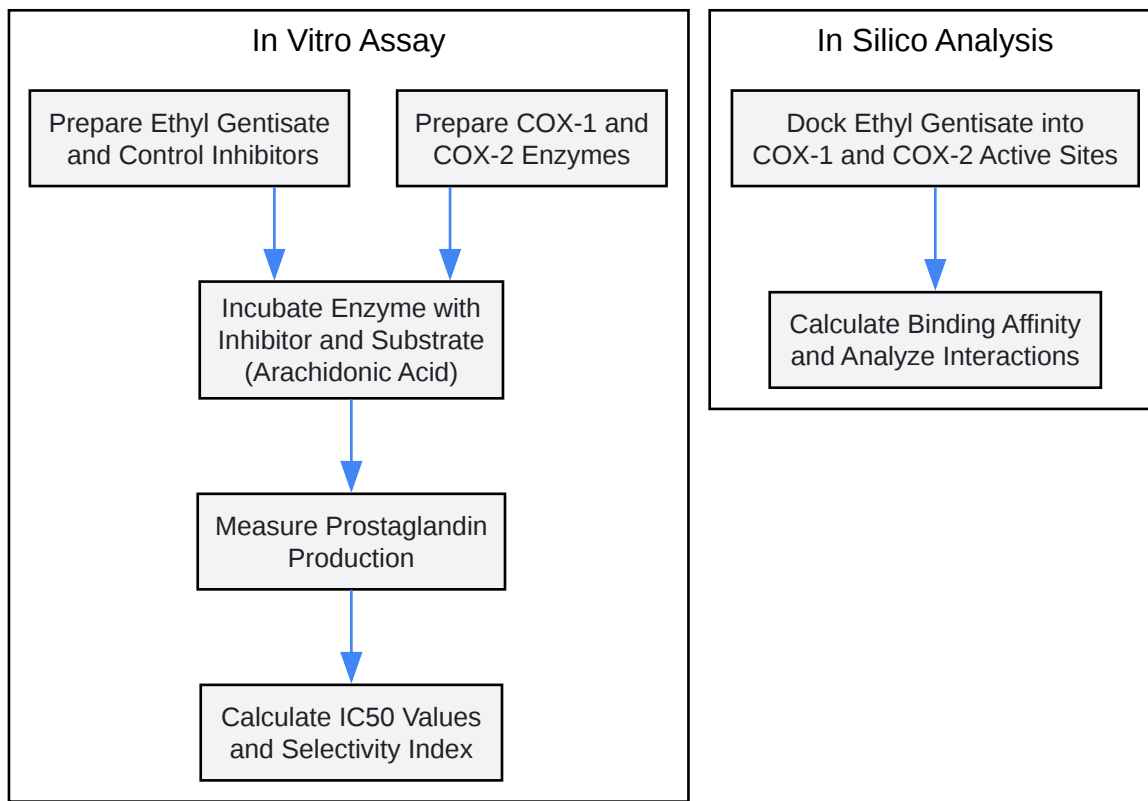 In Vitro Assay
Prepare Ethyl Gentisate
and Control Inhibitors
Prepare COX-1 and
COX-2 Enzymes
Incubate Enzyme with
Inhibitor and Substrate
(Arachidonic Acid)
Measure Prostaglandin
Production
Calculate IC50 Values
and Selectivity Index
In Silico Analysis
Dock Ethyl Gentisate into
COX-1 and COX-2 Active Sites
Calculate Binding Affinity
and Analyze Interactions